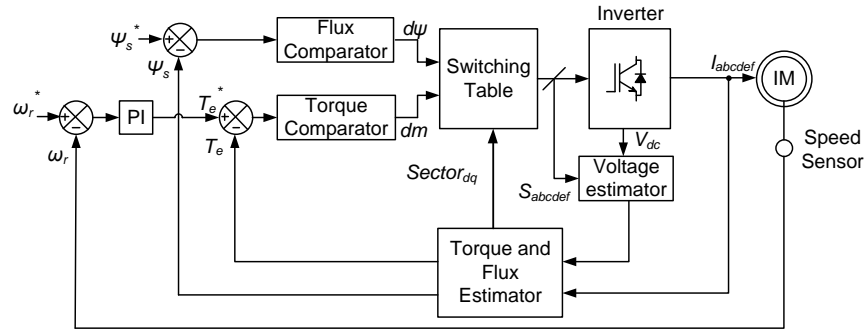 Inverter
Ψs*
Flux
Comparator
dψ
Ψs
Switching
Table
Iabcdef
IM
ωr*
PI
Te*
Torque
Comparator
dm
ωr
Te
Vdc
Speed
Sensor
Sectordq
Sabcdef
Voltage
estimator
Torque and
Flux
Estimator